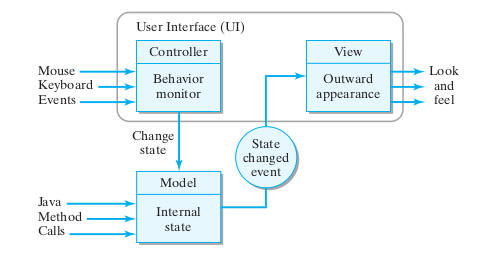 User Interface (UI)
Controller
View
Mouse
Keyboard
Events
Behavior
monitor
Outward
appearance
Look
and
feel
Change
state
State
changed
event
Model
Java
Method
Calls
Internal
state